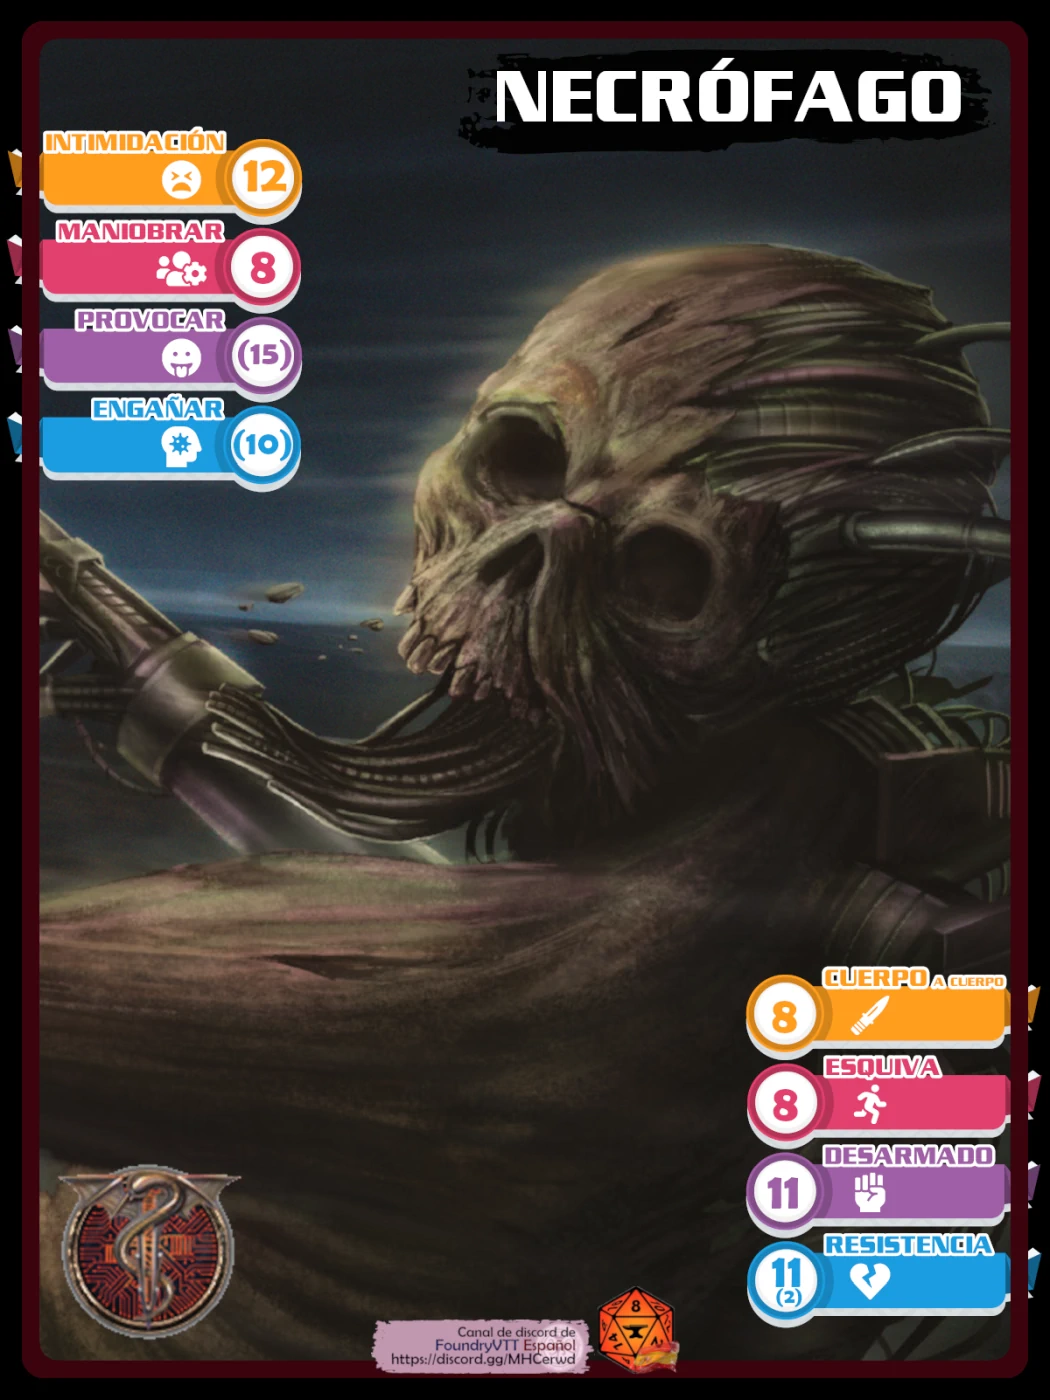 NECRÓFAGO
INTIMIDACIÓN
12
MANIOBRAR
8
PROVOCAR
(15)
ENGAÑAR
(10)
CUERPO A CUERPO
8
ESQUIVA
8
DESARMADO
11
RESISTENCIA
11
(2)
Canal de discord de
FoundryVTT Español
https://discord.gg/MHCerwd
8